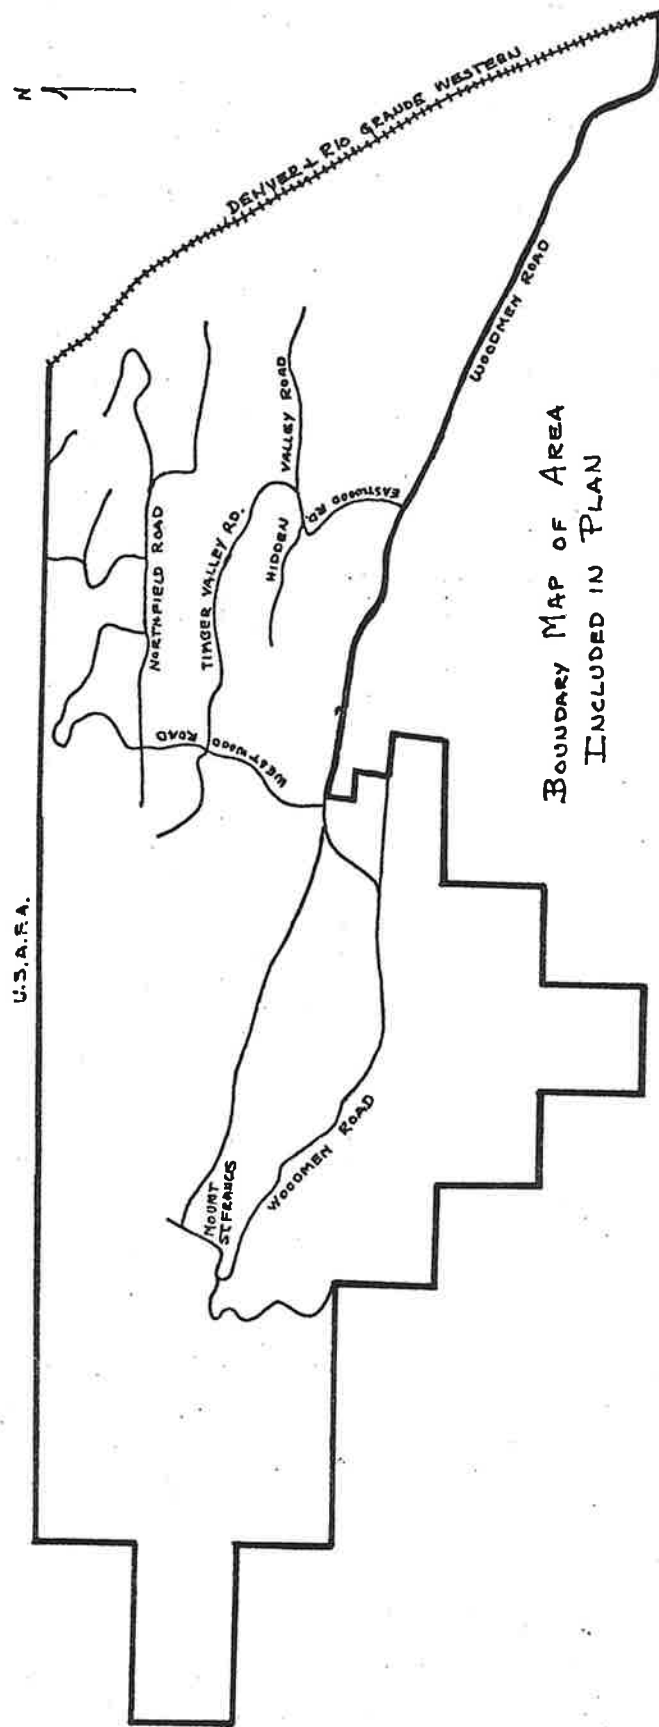 N
U.S.A.F.A.
DENVER & RIO GRANDE WESTERN
NORTHFIELD ROAD
TIMBER VALLEY RD.
HIDDEN VALLEY ROAD
EASTWOOD RD.
WESTWOOD ROAD
WOODMEN ROAD
MOUNT
ST FRANCIS
WOODMEN ROAD
BOUNDARY MAP OF AREA
INCLUDED IN PLAN